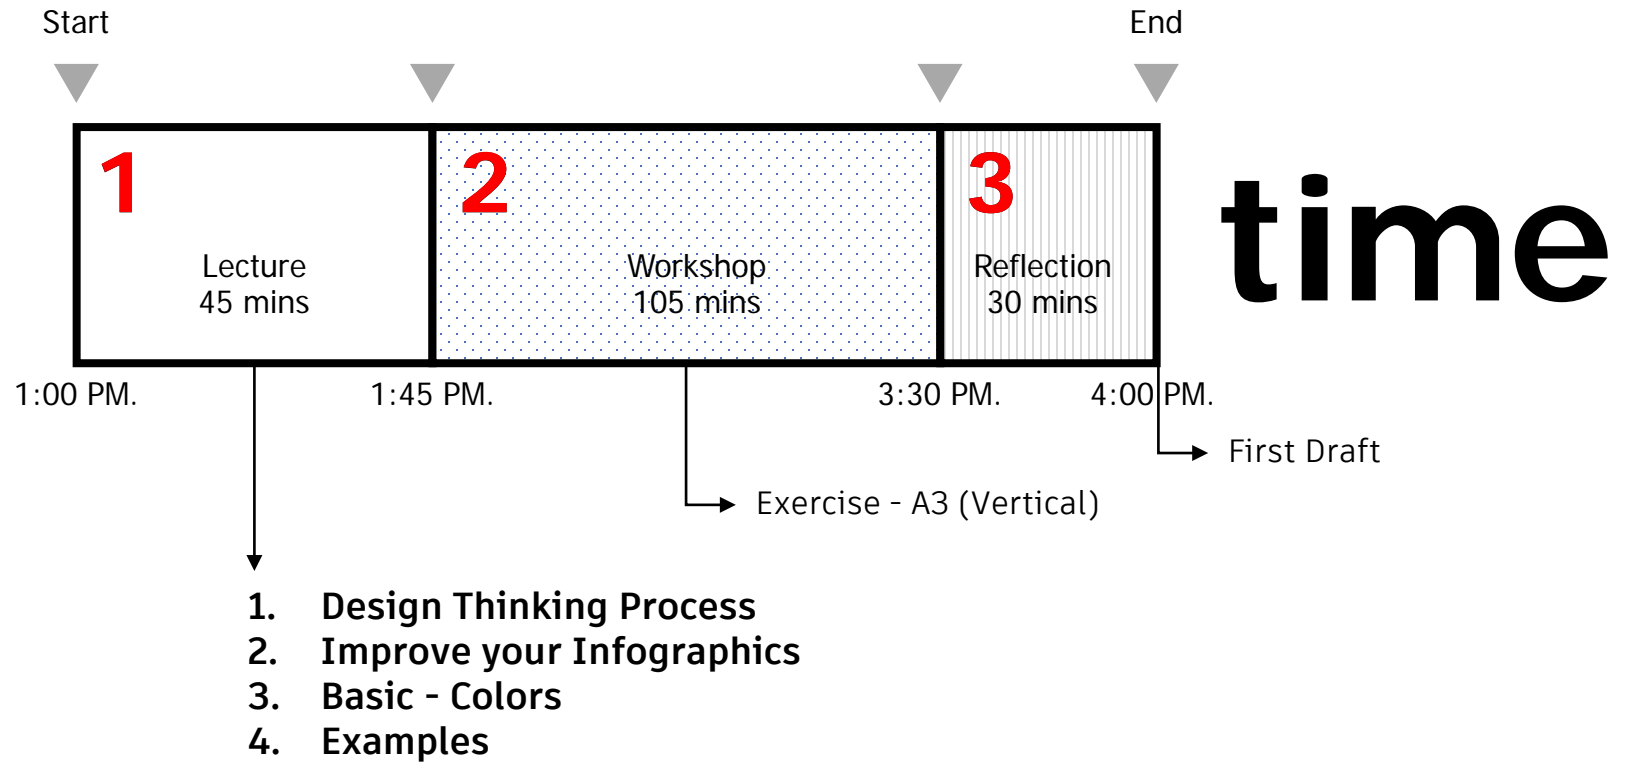 Start
End
1
2
3
time
Lecture
45 mins
Workshop
105 mins
Reflection
30 mins
1:00 PM.
1:45 PM.
3:30 PM.
4:00 PM.
First Draft
Exercise - A3 (Vertical)
1. Design Thinking Process
2. Improve your Infographics
3. Basic - Colors
4. Examples